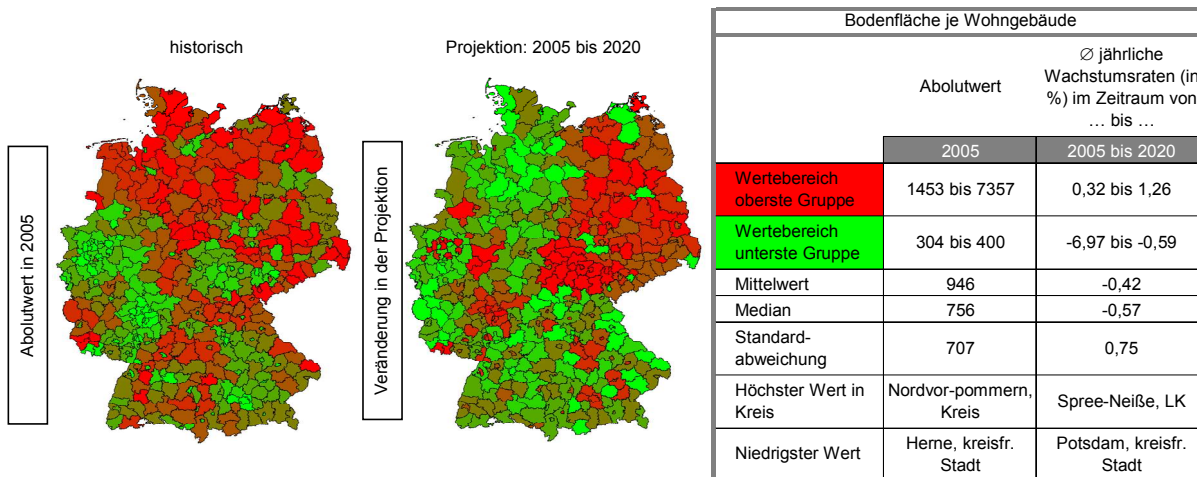 historisch
Projektion: 2005 bis 2020
Abolutwert in 2005
Veränderung in der Projektion
Bodenfläche je Wohngebäude
Abolutwert
∅ jährliche
Wachstumsraten (in
%) im Zeitraum von
... bis ...
2005
2005 bis 2020
Wertebereich
oberste Gruppe
1453 bis 7357
0,32 bis 1,26
Wertebereich
unterste Gruppe
304 bis 400
-6,97 bis -0,59
Mittelwert
946
-0,42
Median
756
-0,57
Standard-
abweichung
707
0,75
Höchster Wert in
Kreis
Nordvor-pommern,
Kreis
Spree-Neiße, LK
Niedrigster Wert
Herne, kreisfr.
Stadt
Potsdam, kreisfr.
Stadt